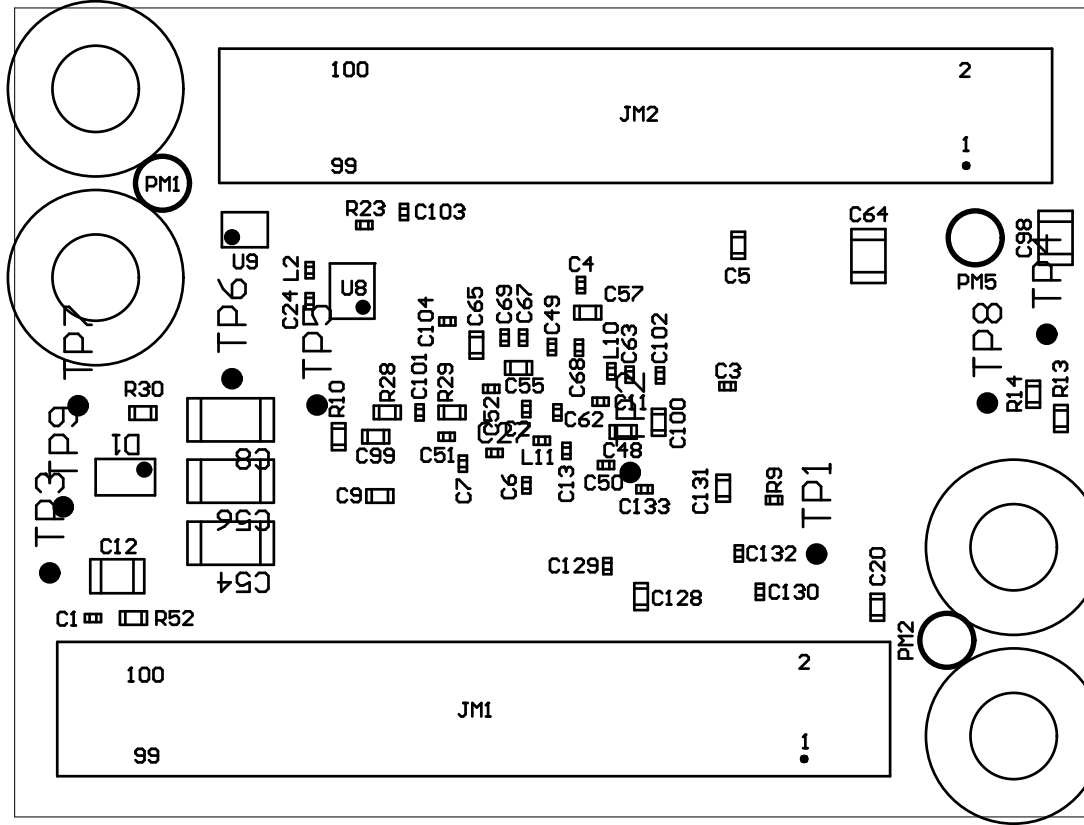 100
2
JM2
99
1
PM1
R23
C103
C64
C98
TP4
U9
L2
C24
U8
C5
PM5
C4
C57
TP7
TP6
TP5
C104
C65
C69
C67
C49
C68
L10
C63
C102
TP8
R30
R10
R28
C101
R29
C55
C3
R14
R13
TP9
D1
C52
C2
C62
C11
TP2
C100
C8
C99
C51
C27
L11
C48
TP3
C9
C7
C6
C13
C50
C133
C131
R9
TP1
C56
C12
C54
C129
C132
C128
C130
C20
C1
R52
PM2
100
2
JM1
99
1